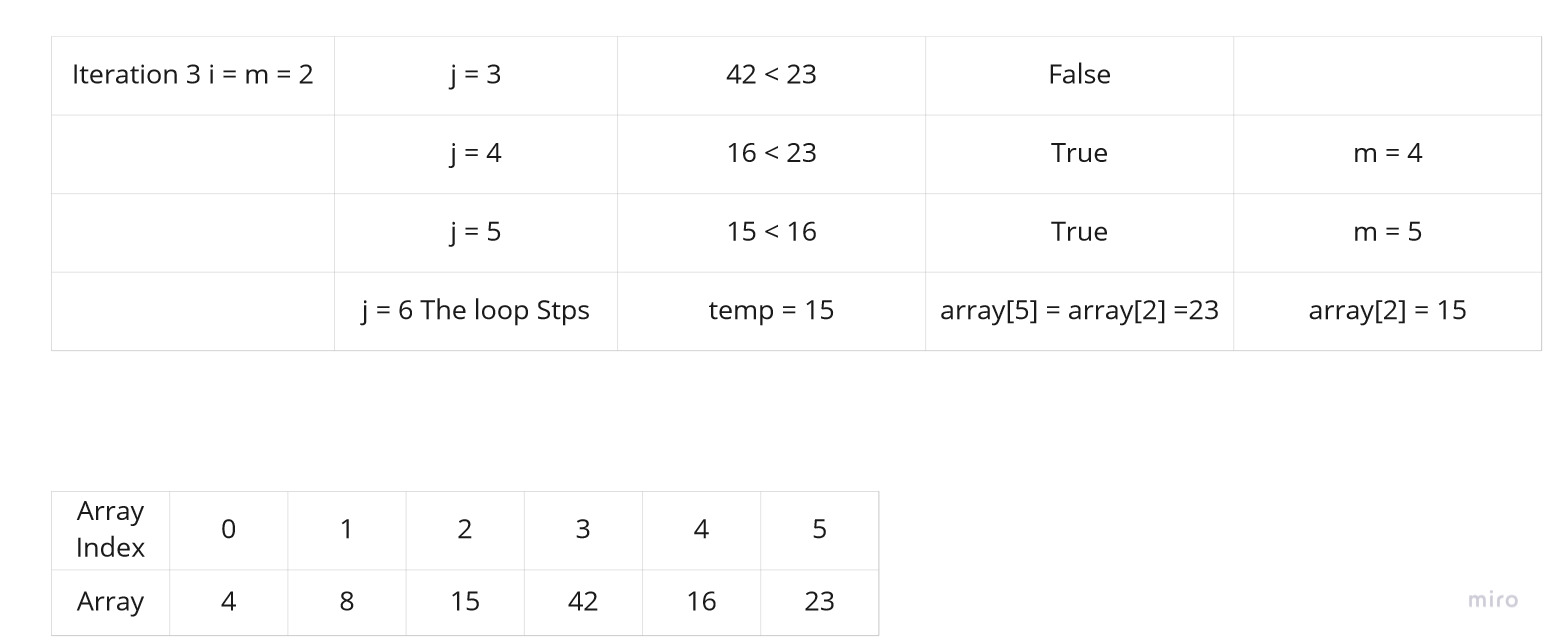 Iteration 3 i = m = 2 j = 3 42 < 23 False
j = 4 16 < 23 True m = 4
j = 5 15 < 16 True m = 5
j = 6 The loop Stps temp = 15 array[5] = array[2] =23 array[2] = 15
Array
Index 0 1 2 3 4 5
Array 4 8 15 42 16 23
miro